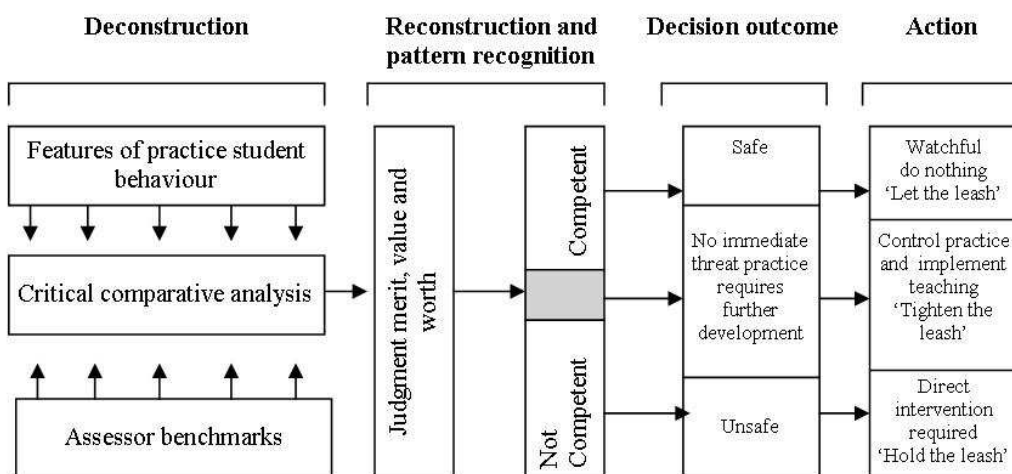 Deconstruction
Reconstruction and
pattern recognition
Decision outcome
Action
Features of practice student
behaviour
Critical comparative analysis
Assessor benchmarks
Judgment merit, value and
worth
Competent
Not
Competent
Safe
No immediate
threat practice
requires
further
development
Unsafe
Watchful
do nothing
‘Let the leash’
Control practice
and implement
teaching
‘Tighten the
leash’
Direct
intervention
required
‘Hold the leash’